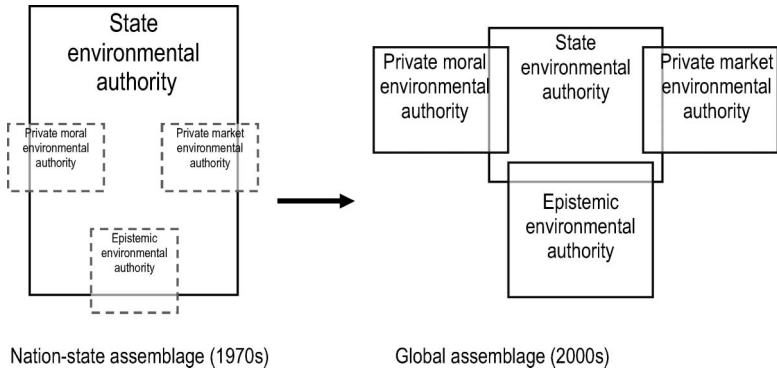 State
environmental
authority
Private moral
environmental
authority
Private market
environmental
authority
Epistemic
environmental
authority
Nation-state assemblage (1970s)
State
environmental
authority
Private moral
environmental
authority
Private market
environmental
authority
Epistemic
environmental
authority
Global assemblage (2000s)